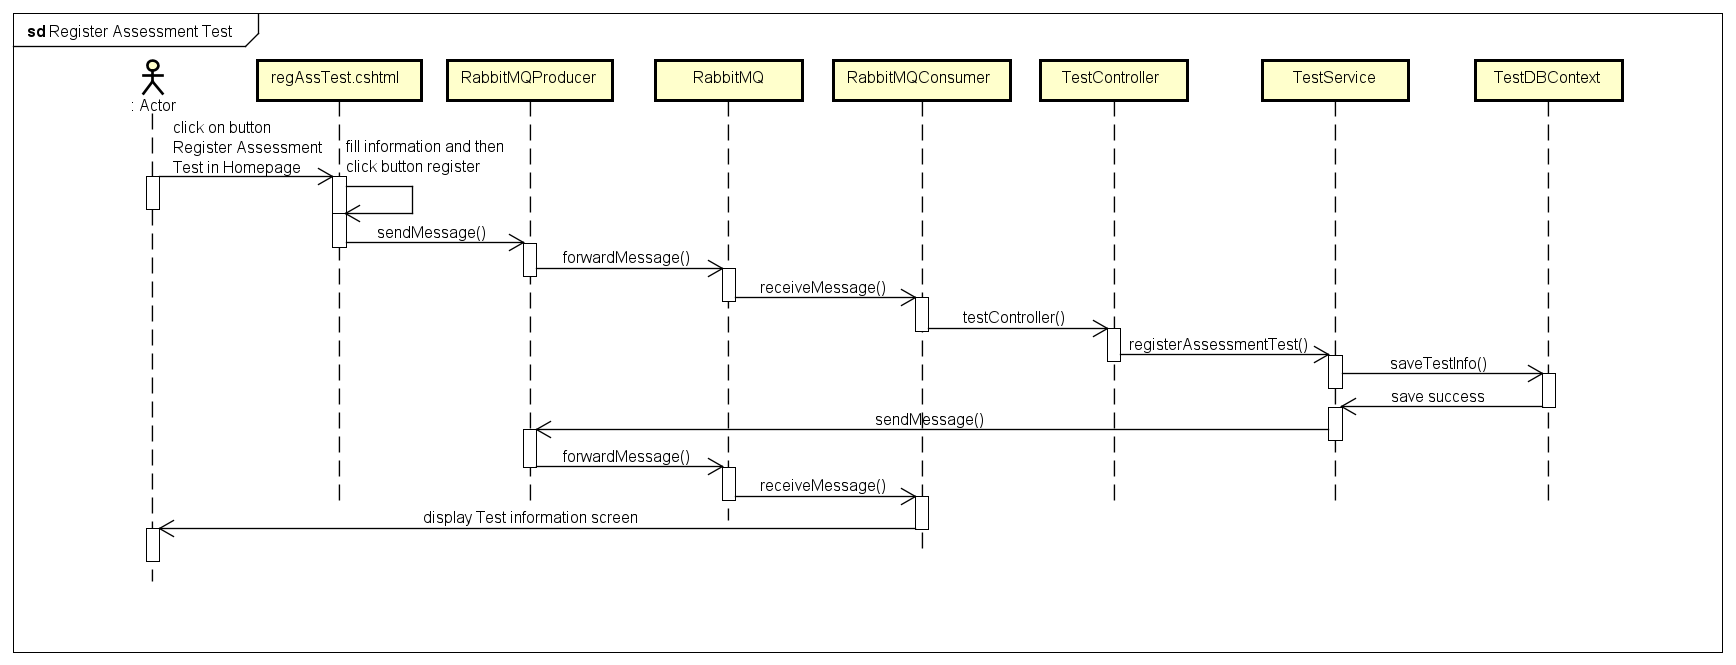 sd Register Assessment Test
: Actor
regAssTest.cshtml
RabbitMQProducer
RabbitMQ
RabbitMQConsumer
TestController
TestService
TestDBContext
click on button
Register Assessment
Test in Homepage
fill information and then
click button register
sendMessage()
forwardMessage()
receiveMessage()
testController()
registerAssessmentTest()
saveTestInfo()
save success
sendMessage()
forwardMessage()
receiveMessage()
display Test information screen